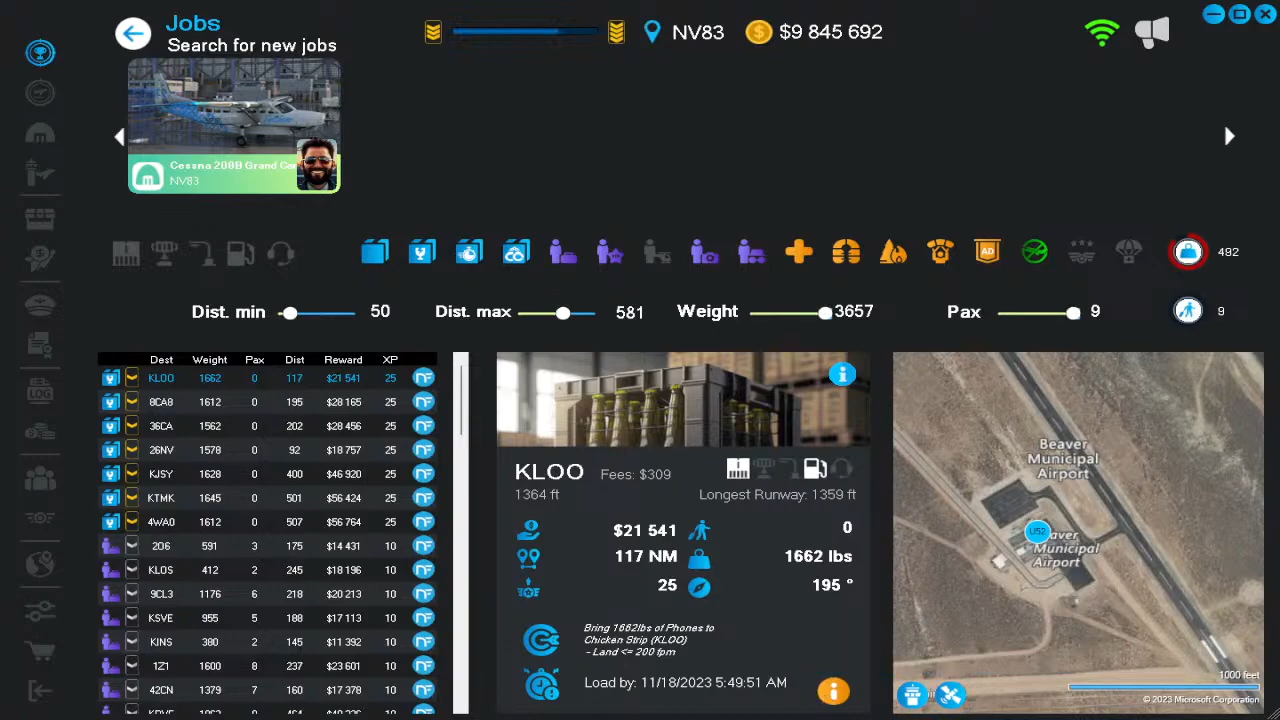 Jobs
Search for new jobs
NV83
$9 845 692
Cessna 208B Grand Car
NV83
AD
492
Dist. min 50 Dist. max 581 Weight 3657 Pax 9
9
Dest Weight Pax Dist Reward XP
KLOO 1662 0 117 $21 541 25
8CA8 1612 0 195 $28 165 25
36CA 1562 0 202 $28 456 25
26NV 1578 0 92 $18 757 25
KJSY 1628 0 400 $46 920 25
KTMK 1645 0 501 $56 424 25
4WA0 1612 0 507 $56 764 25
206 591 3 175 $14 431 10
KLOS 412 2 245 $18 196 10
9CL3 1176 6 218 $20 213 10
KSVE 955 5 188 $17 113 10
KINS 380 2 145 $11 392 10
1Z1 1600 8 237 $23 601 10
42CN 1379 7 160 $17 378 10
KLOO Fees: $309
1364 ft Longest Runway: 1359 ft
$21 541 0
117 NM 1662 lbs
25 195 °
Bring 1662lbs of Phones to
Chicken Strip (KLOO)
- Land <= 200 fpm
Load by: 11/18/2023 5:49:51 AM
Beaver
Municipal
Airport
U52
Municipal
Airport
1000 feet
© 2023 Microsoft Corporation
LOG